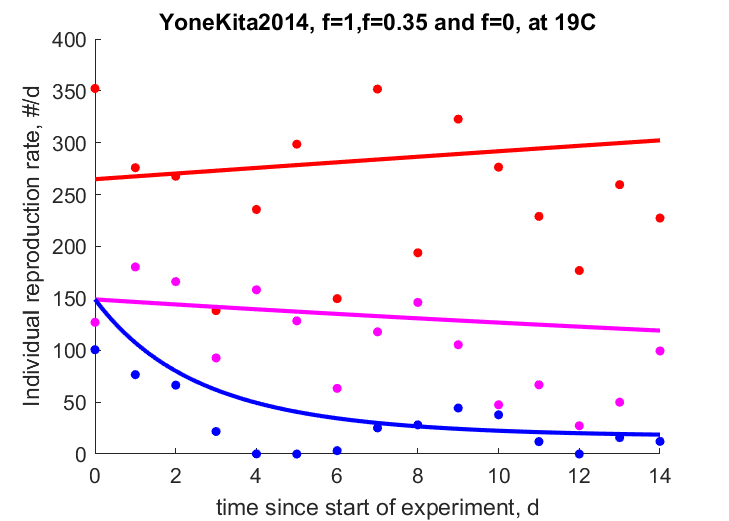 YoneKita2014, f=1,f=0.35 and f=0, at 19C
Individual reproduction rate, #/d
400
350
300
250
200
150
100
50
0
0 2 4 6 8 10 12 14
time since start of experiment, d